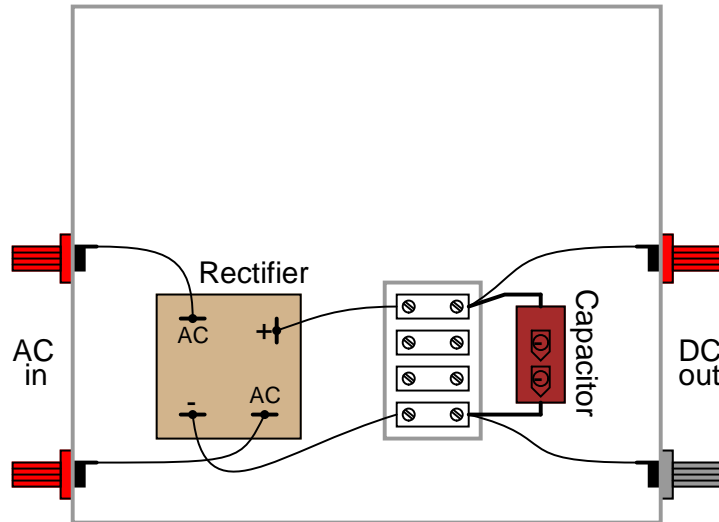 Rectifier
AC
+
-
AC
AC
in
Capacitor
DC
out